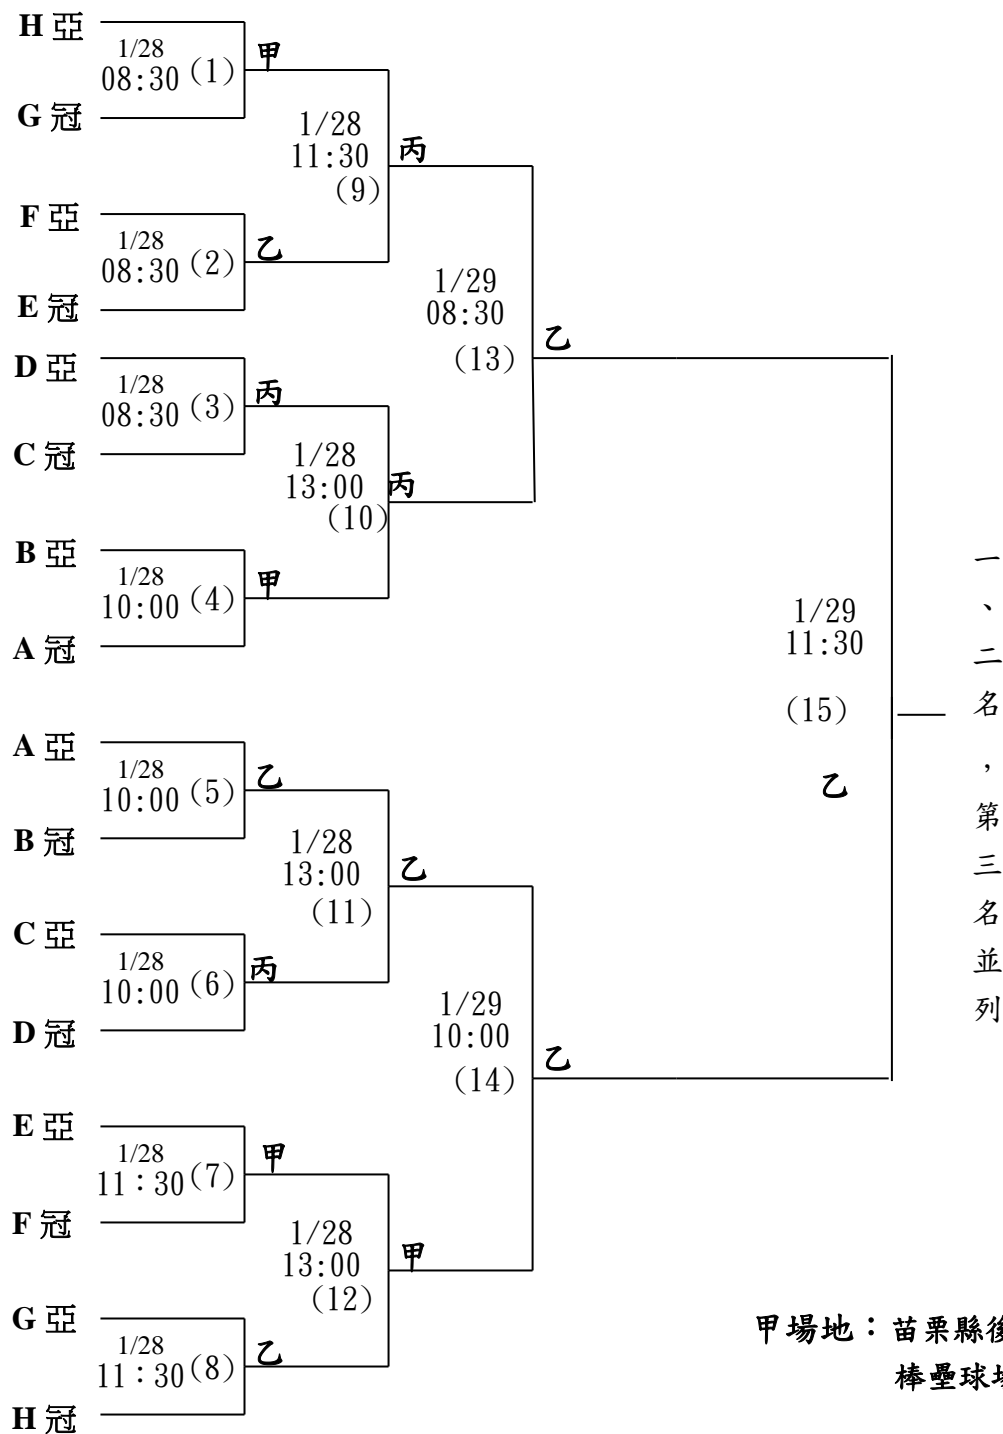 H 亞
1/28
08:30 (1)
甲
G 冠
1/28
11:30
(9)
丙
F 亞
1/28
08:30 (2)
乙
E 冠
1/29
08:30
(13)
乙
D 亞
1/28
08:30 (3)
丙
C 冠
1/28
13:00
(10)
丙
B 亞
1/28
10:00 (4)
甲
A 冠
1/29
11:30
(15)
乙
一、二名，第三名並列
A 亞
1/28
10:00 (5)
乙
B 冠
1/28
13:00
(11)
乙
C 亞
1/28
10:00 (6)
丙
D 冠
1/29
10:00
(14)
乙
E 亞
1/28
11：30 (7)
甲
F 冠
1/28
13:00
(12)
甲
G 亞
1/28
11：30 (8)
乙
H 冠
甲場地：苗栗縣後
棒壘球場